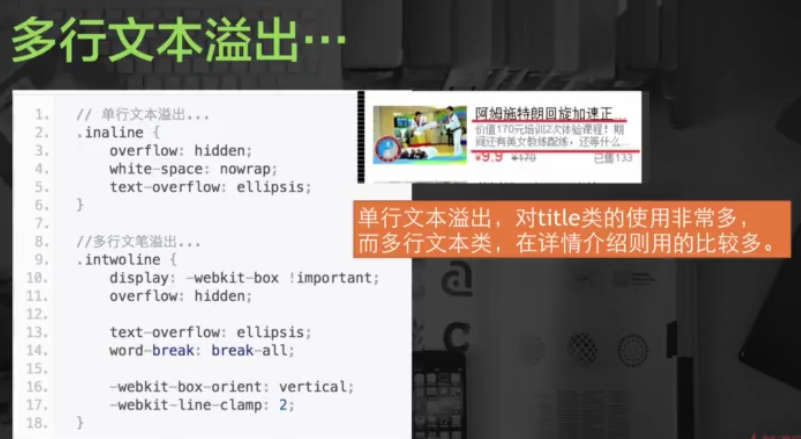 多行文本溢出…
1. // 单行文本溢出...
2. .inaline {
3. overflow: hidden;
4. white-space: nowrap;
5. text-overflow: ellipsis;
6. }
7.
8. //多行文笔溢出...
9. .intwoline {
10. display: -webkit-box !important;
11. overflow: hidden;
12.
13. text-overflow: ellipsis;
14. word-break: break-all;
15.
16. -webkit-box-orient: vertical;
17. -webkit-line-clamp: 2;
18. }
阿姆施特朗回旋加速正...
价值170元培训2次体验课程！期
间还有美女教练配练，还等什么...
¥9.9 ¥170 已售133
单行文本溢出，对title类的使用非常多，
而多行文本类，在详情介绍则用的比较多。